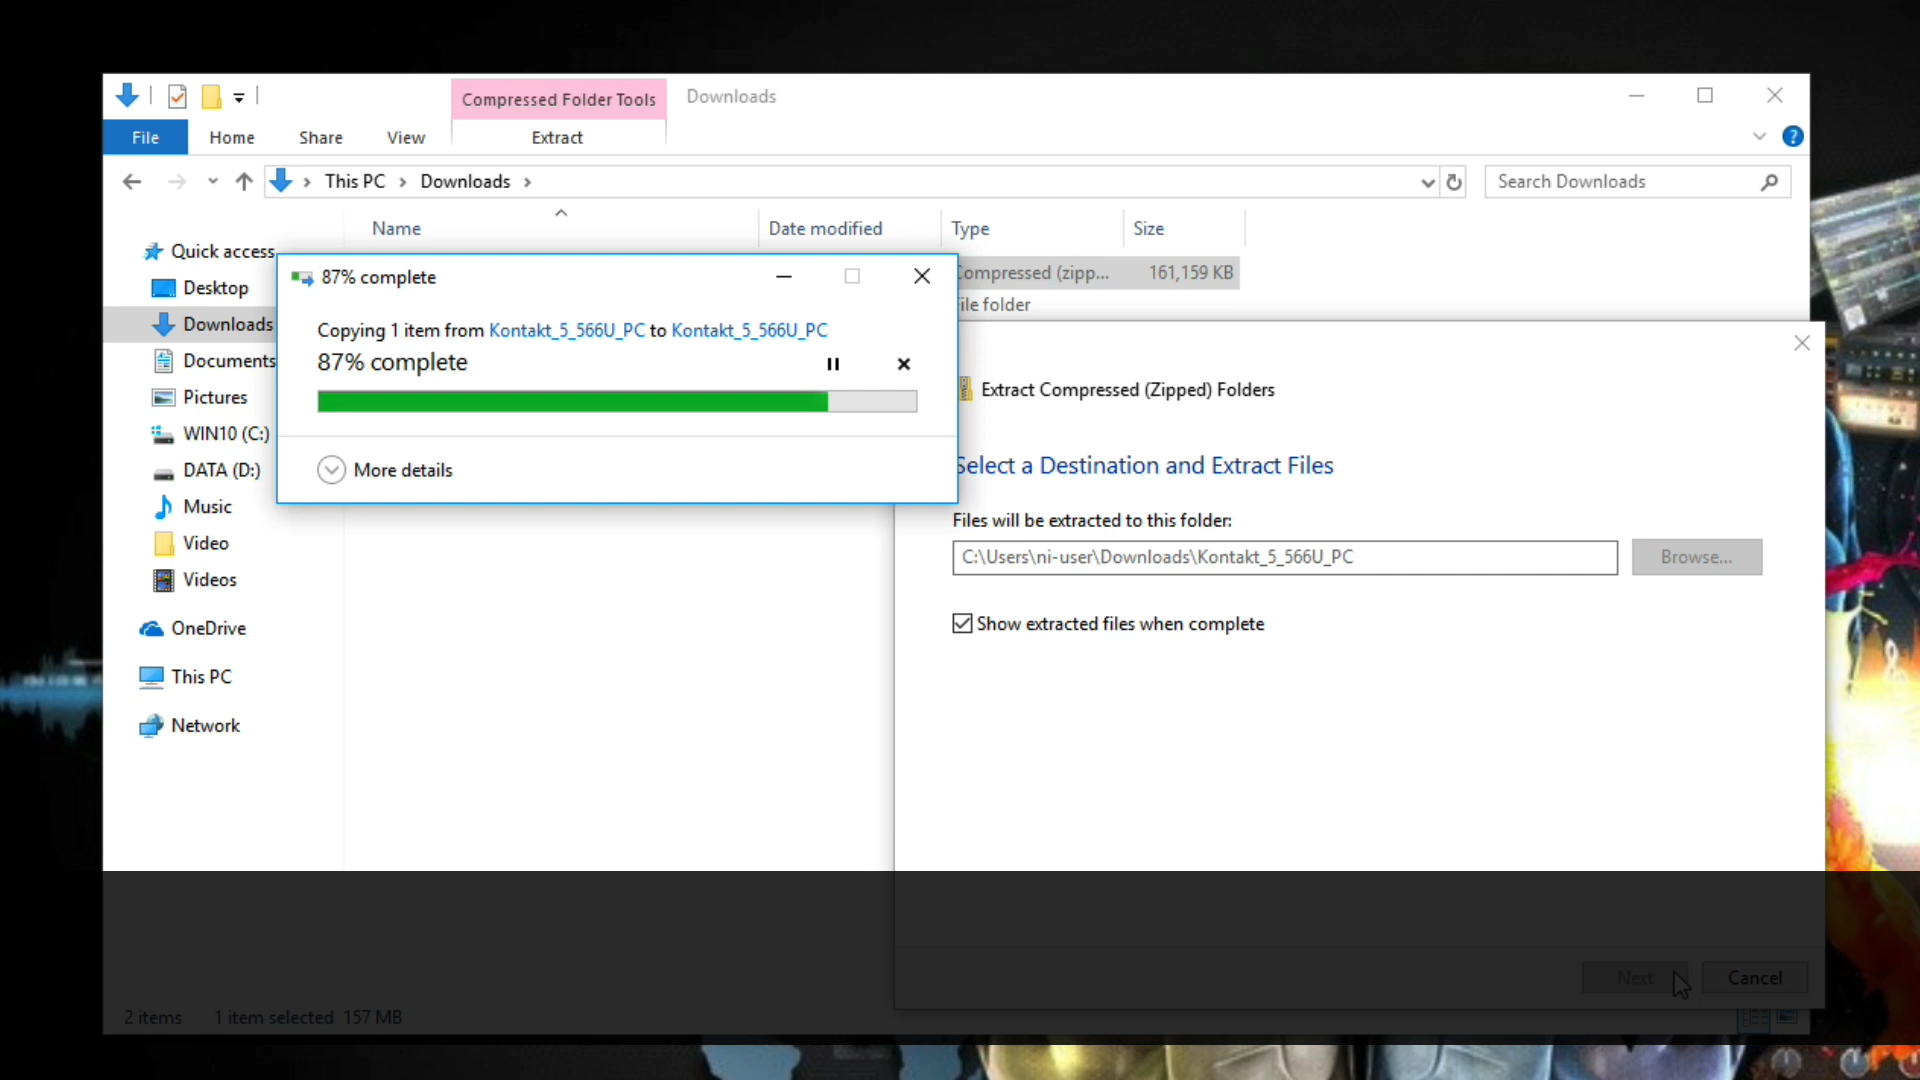 Compressed Folder Tools
Downloads
File
Home
Share
View
Extract
?
This PC
Downloads
Search Downloads
Name
Date modified
Type
Size
Quick access
Desktop
Downloads
Documents
Pictures
WIN10 (C:)
DATA (D:)
Music
Video
Videos
OneDrive
This PC
Network
Compressed (zipp...
161,159 KB
File folder
87% complete
Copying 1 item from Kontakt_5_566U_PC to Kontakt_5_566U_PC
87% complete
More details
Extract Compressed (Zipped) Folders
Select a Destination and Extract Files
Files will be extracted to this folder:
C:\Users\ni-user\Downloads\Kontakt_5_566U_PC
Browse...
Show extracted files when complete
Next
Cancel
2 items
1 item selected 157 MB